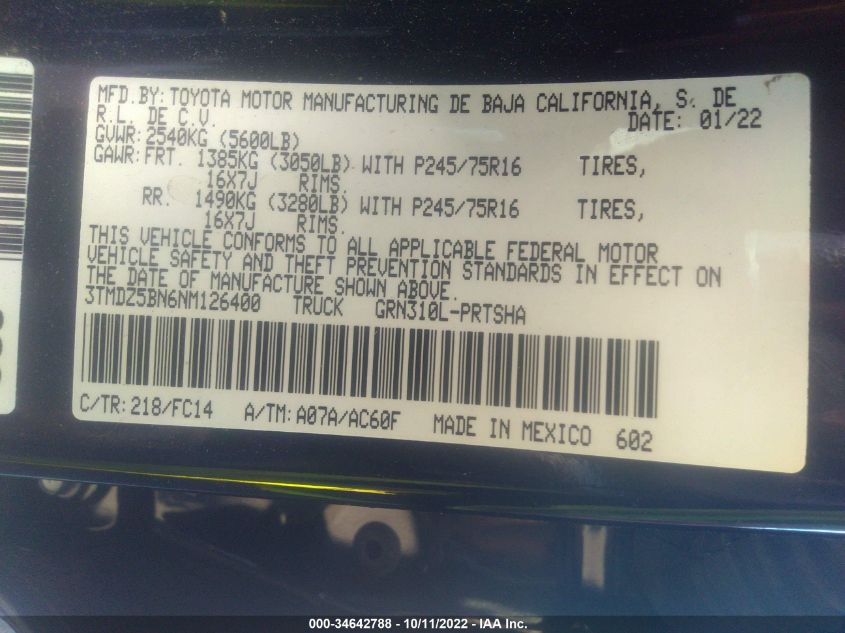 MFD.BY: TOYOTA MOTOR MANUFACTURING DE BAJA CALIFORNIA, S. DE
R.L. DE C.V. DATE: 01/22
GVWR: 2540KG (5600LB)
GAWR: FRT. 1385KG (3050LB) WITH P245/75R16 TIRES,
16X7J RIMS.
RR. 1490KG (3280LB) WITH P245/75R16 TIRES,
16X7J RIMS.
THIS VEHICLE CONFORMS TO ALL APPLICABLE FEDERAL MOTOR
VEHICLE SAFETY AND THEFT PREVENTION STANDARDS IN EFFECT ON
THE DATE OF MANUFACTURE SHOWN ABOVE.
3TMDZ5BN6NM126400 TRUCK GRN310L-PRTSHA
C/TR: 218/FC14 A/TM: A07A/AC60F MADE IN MEXICO 602
000-34642788 - 10/11/2022 - IAA Inc.